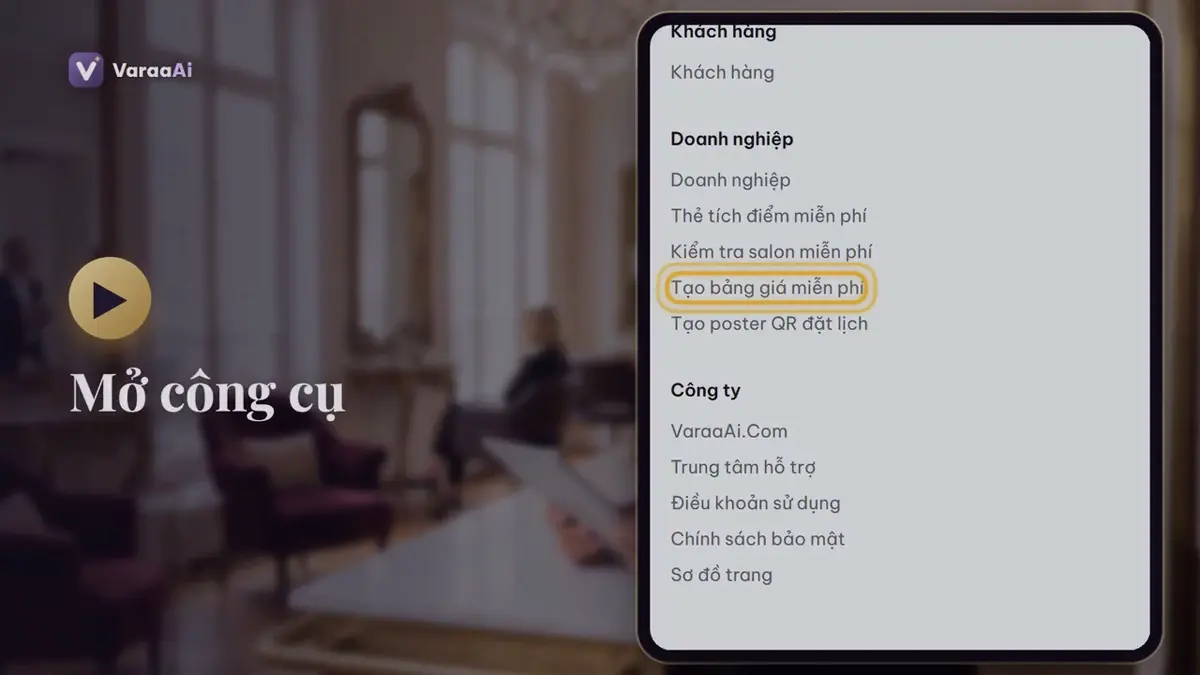 VaraaAi
Mở công cụ
Khách hàng
Khách hàng
Doanh nghiệp
Doanh nghiệp
Thẻ tích điểm miễn phí
Kiểm tra salon miễn phí
Tạo bảng giá miễn phí
Tạo poster QR đặt lịch
Công ty
VaraaAi.Com
Trung tâm hỗ trợ
Điều khoản sử dụng
Chính sách bảo mật
Sơ đồ trang